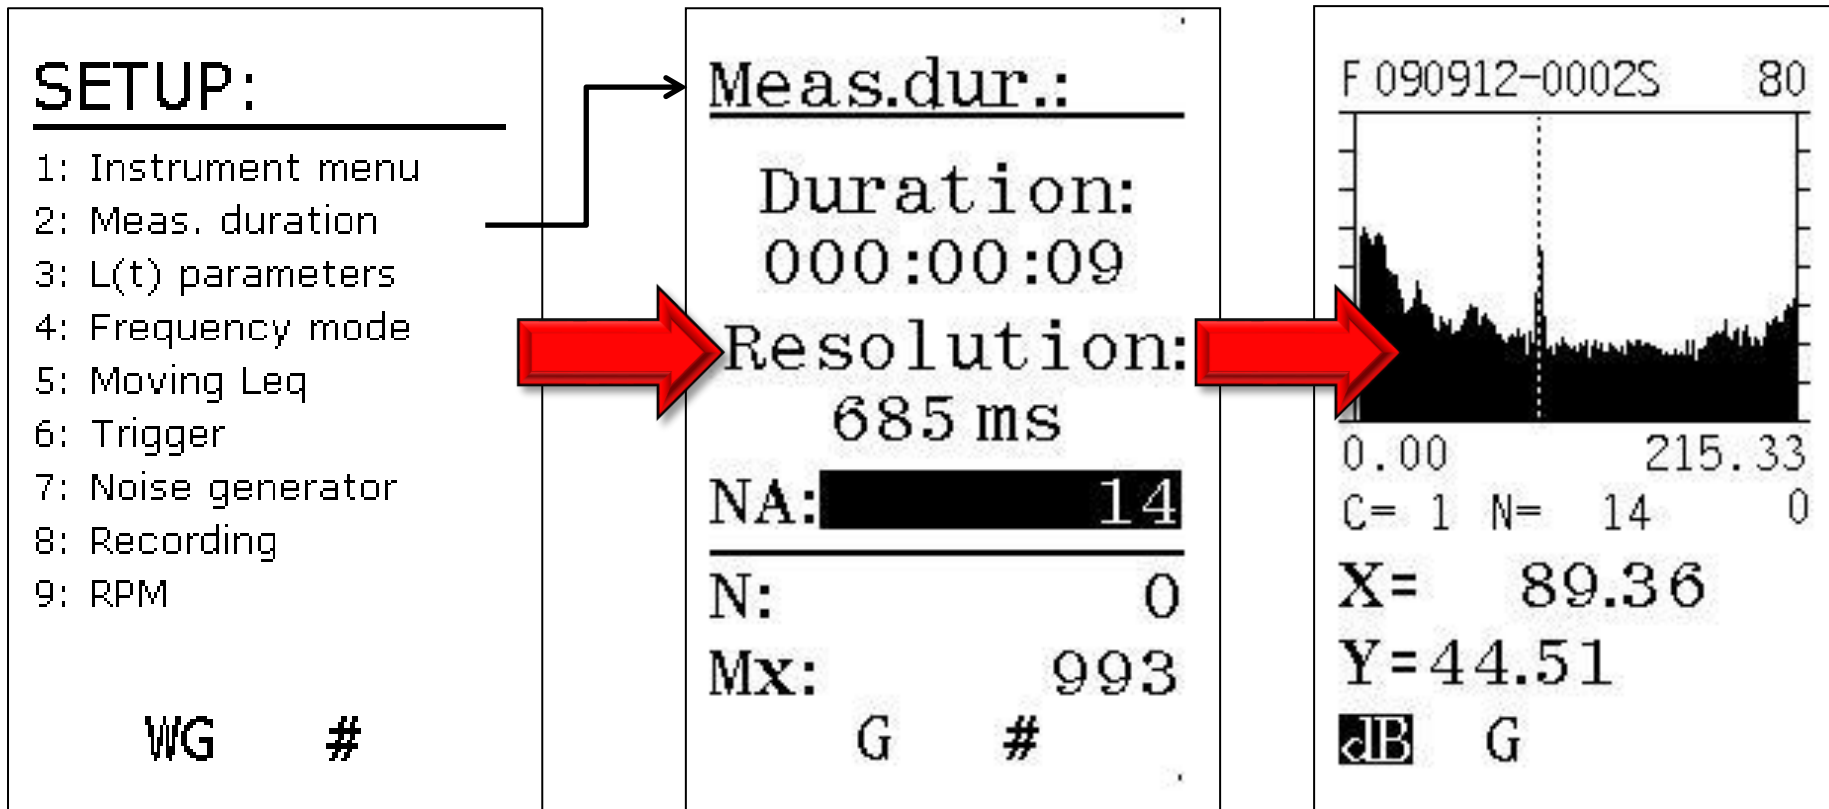 SETUP:
1: Instrument menu
2: Meas. duration
3: L(t) parameters
4: Frequency mode
5: Moving Leq
6: Trigger
7: Noise generator
8: Recording
9: RPM
WG #
Meas.dur.:
Duration:
000:00:09
Resolution:
685 ms
NA: 14
N: 0
Mx: 993
G #
F 090912-0002S 80
0.00 215.33
C= 1 N= 14 0
X= 89.36
Y=44.51
dB G